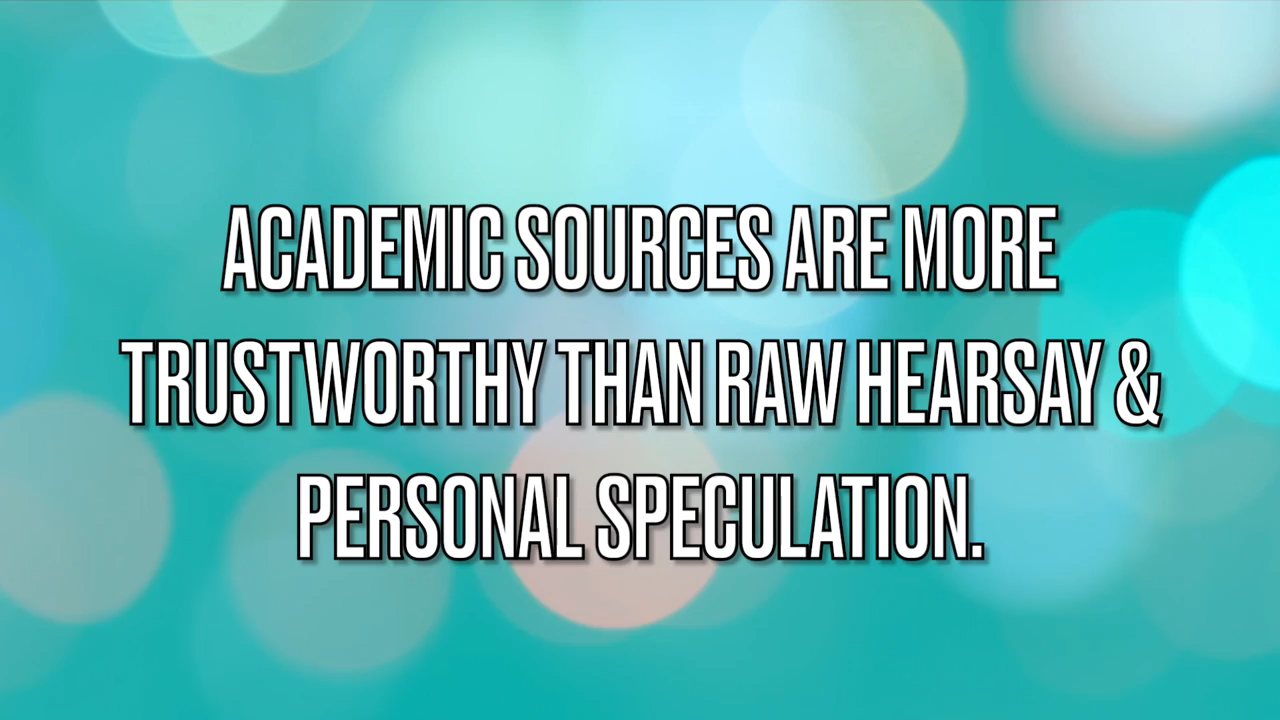 ACADEMIC SOURCES ARE MORE
TRUSTWORTHY THAN RAW HEARSAY &
PERSONAL SPECULATION.